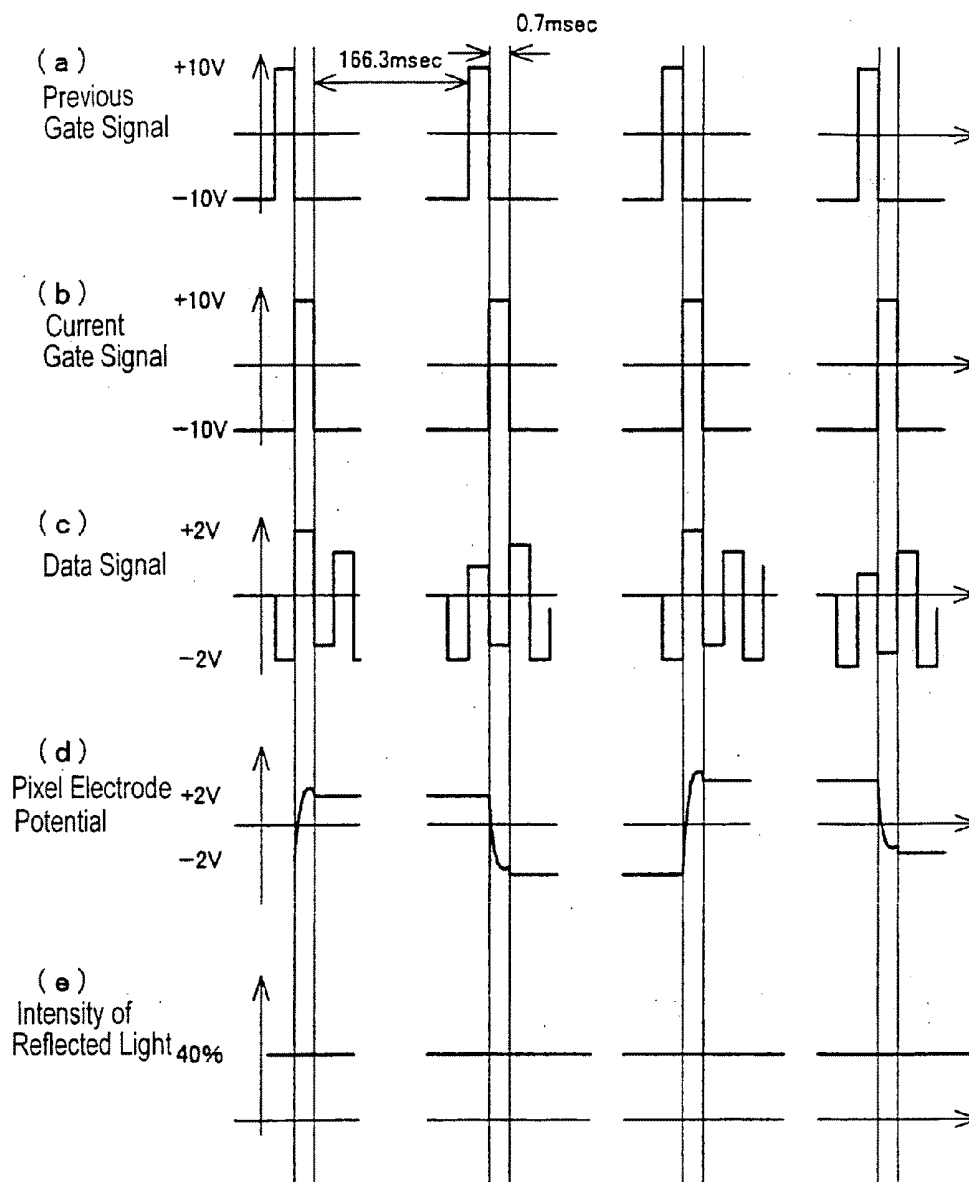 0.7msec
166.3msec
(a)
Previous
Gate Signal
+10V
−10V
(b)
Current
Gate Signal
+10V
−10V
(c)
Data Signal
+2V
−2V
(d)
Pixel Electrode
Potential
+2V
−2V
(e)
Intensity of
Reflected Light
40%